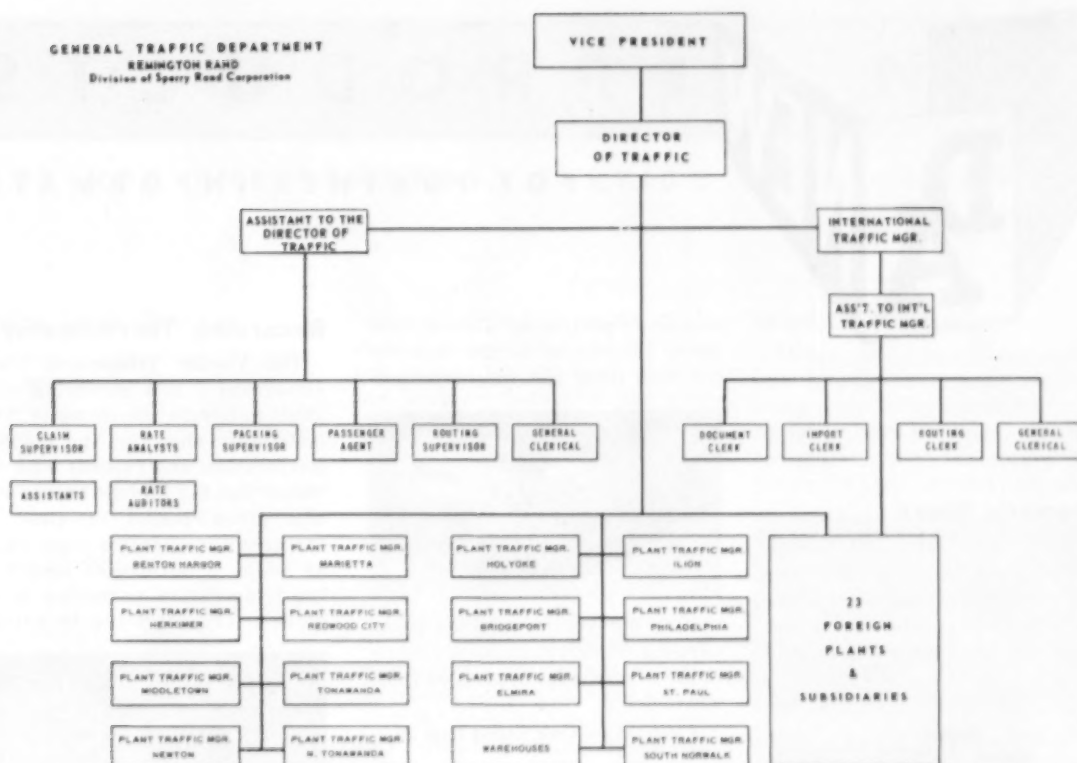 GENERAL TRAFFIC DEPARTMENT
REMINGTON RAND
Division of Sperry Rand Corporation
VICE PRESIDENT
DIRECTOR
OF TRAFFIC
ASSISTANT TO THE
DIRECTOR OF
TRAFFIC
INTERNATIONAL
TRAFFIC MGR.
ASS'T. TO INT'L.
TRAFFIC MGR.
CLAIM
SUPERVISOR
RATE
ANALYSTS
PACKING
SUPERVISOR
PASSENGER
AGENT
ROUTING
SUPERVISOR
GENERAL
CLERICAL
DOCUMENT
CLERK
IMPORT
CLERK
ROUTING
CLERK
GENERAL
CLERICAL
ASSISTANTS
RATE
AUDITORS
PLANT TRAFFIC MGR.
BENTON HARBOR
PLANT TRAFFIC MGR.
MARIETTA
PLANT TRAFFIC MGR.
HOLYOKE
PLANT TRAFFIC MGR.
ILION
PLANT TRAFFIC MGR.
HERKIMER
PLANT TRAFFIC MGR.
REDWOOD CITY
PLANT TRAFFIC MGR.
BRIDGEPORT
PLANT TRAFFIC MGR.
PHILADELPHIA
PLANT TRAFFIC MGR.
MIDDLETOWN
PLANT TRAFFIC MGR.
TONAWANDA
PLANT TRAFFIC MGR.
ELMIRA
PLANT TRAFFIC MGR.
ST. PAUL
PLANT TRAFFIC MGR.
NEWTON
PLANT TRAFFIC MGR.
N. TONAWANDA
WAREHOUSES
PLANT TRAFFIC MGR.
SOUTH NORWALK
23
FOREIGN
PLANTS
&
SUBSIDIARIES